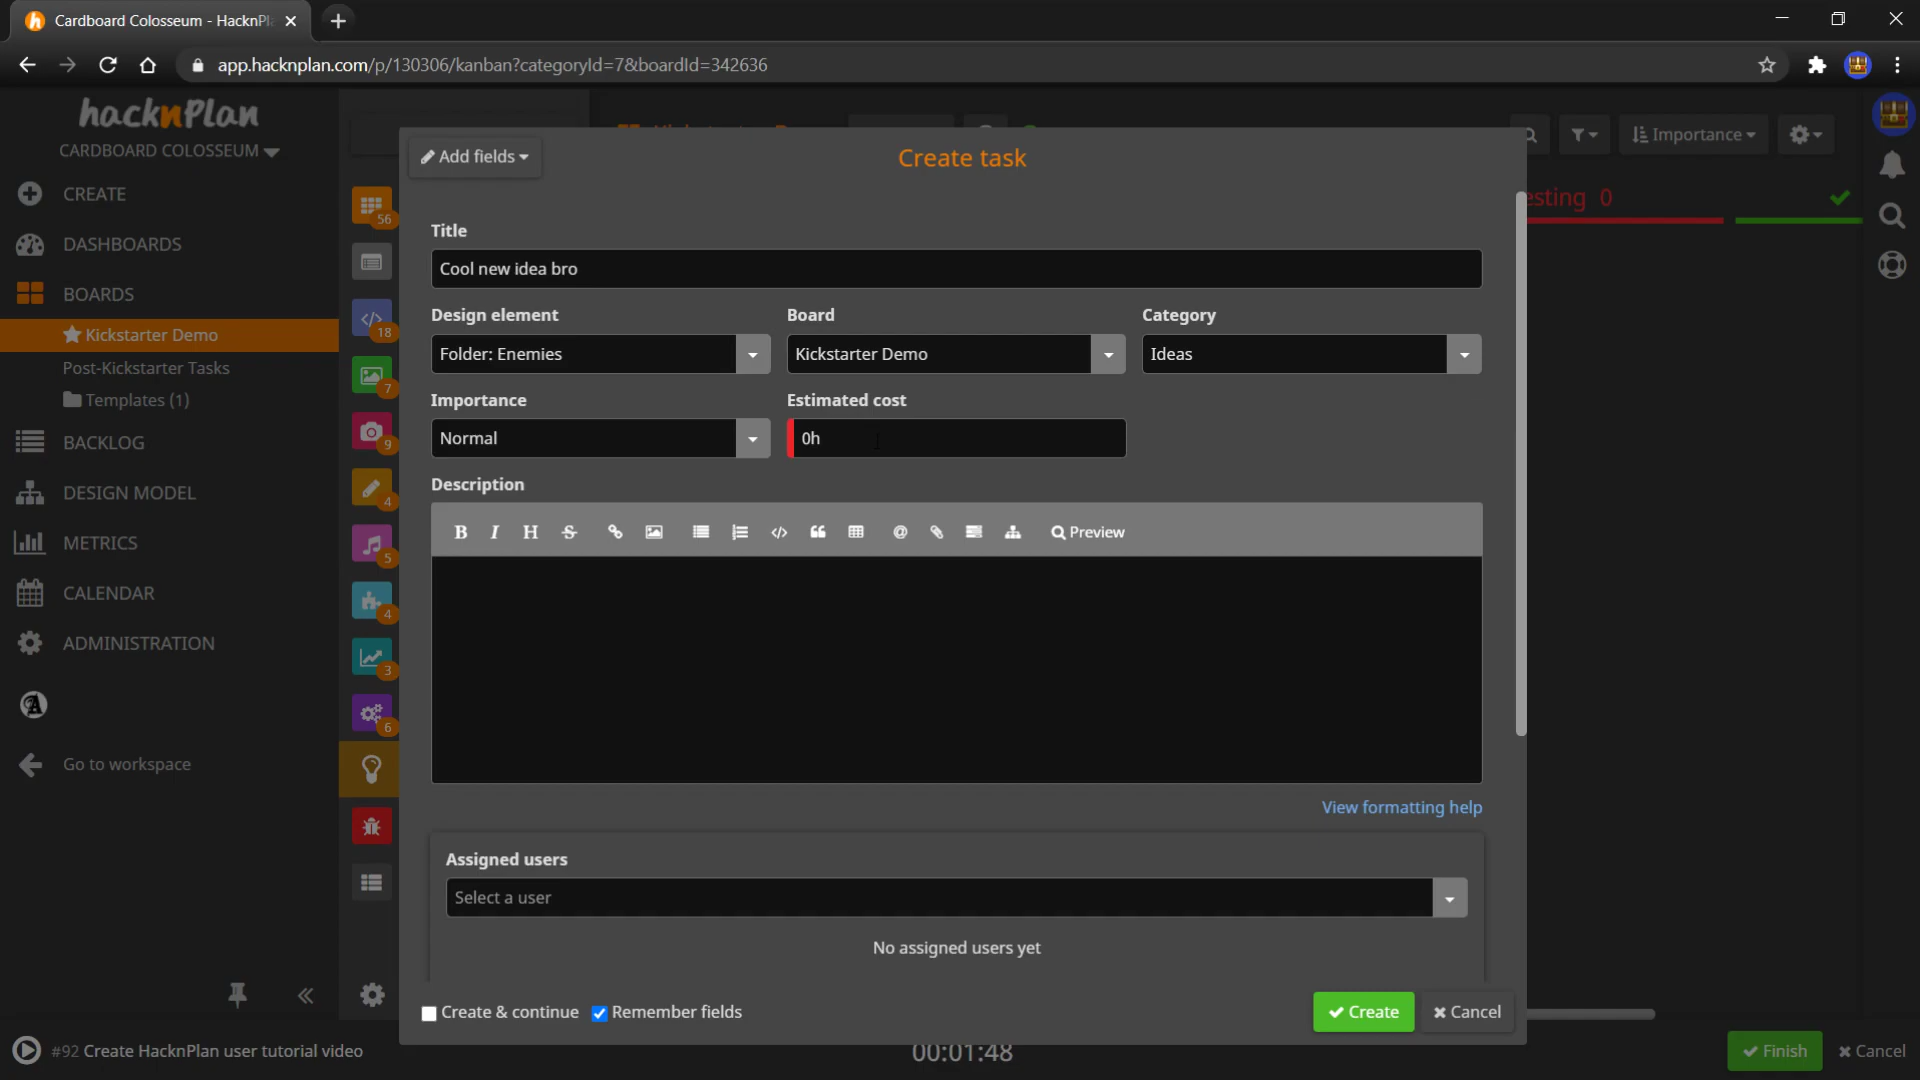 Cardboard Colosseum - HacknPl
app.hacknplan.com/p/130306/kanban?categoryId=7&boardId=342636
hacknPlan
CARDBOARD COLOSSEUM
CREATE
DASHBOARDS
BOARDS
Kickstarter Demo
Post-Kickstarter Tasks
Templates (1)
BACKLOG
DESIGN MODEL
METRICS
CALENDAR
ADMINISTRATION
Go to workspace
56
18
7
9
4
5
4
3
6
Importance
esting 0
Add fields
Create task
Title
Cool new idea bro
Design element Board Category
Folder: Enemies Kickstarter Demo Ideas
Importance Estimated cost
Normal 0h
Description
B I H S Preview
View formatting help
Assigned users
Select a user
No assigned users yet
Create & continue Remember fields Create Cancel
#92 Create HacknPlan user tutorial video 00:01:48 Finish Cancel